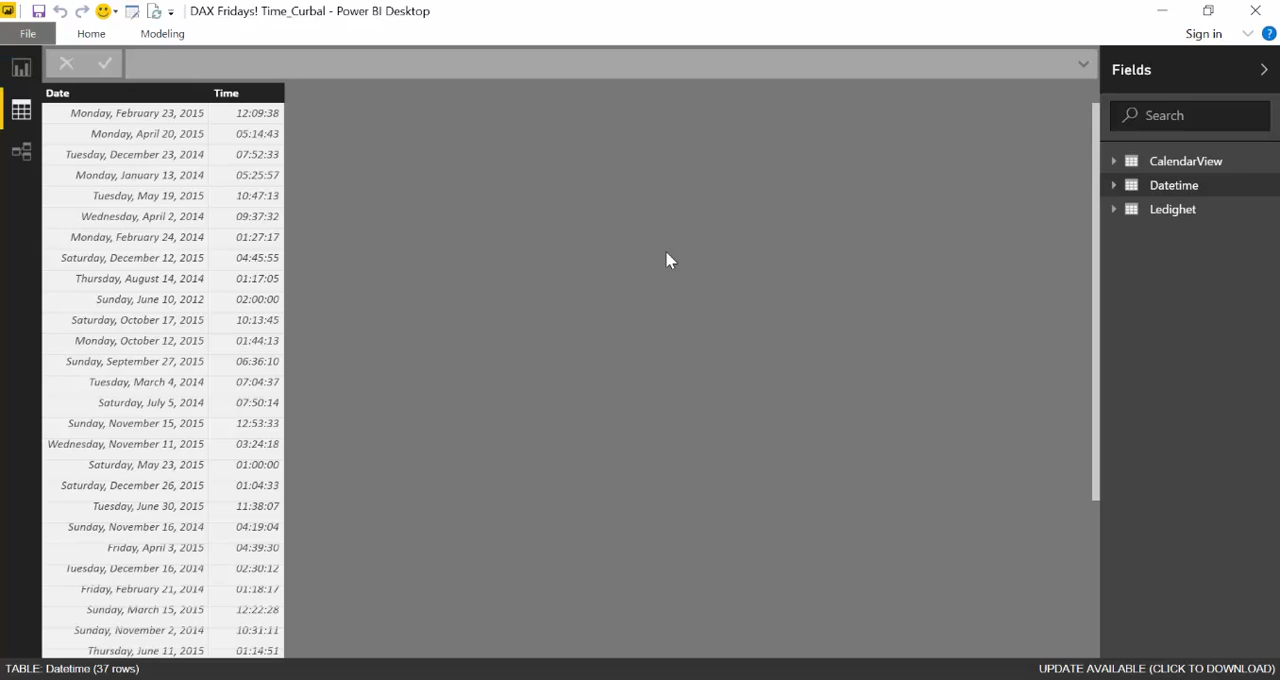 DAX Fridays! Time_Curbal - Power BI Desktop
File Home Modeling Sign in ?
Fields
Search
CalendarView
Datetime
Ledighet
Date Time
Monday, February 23, 2015 12:09:38
Monday, April 20, 2015 05:14:43
Tuesday, December 23, 2014 07:52:33
Monday, January 13, 2014 05:25:57
Tuesday, May 19, 2015 10:47:13
Wednesday, April 2, 2014 09:37:32
Monday, February 24, 2014 01:27:17
Saturday, December 12, 2015 04:45:55
Thursday, August 14, 2014 01:17:05
Sunday, June 10, 2012 02:00:00
Saturday, October 17, 2015 10:13:45
Monday, October 12, 2015 01:44:13
Sunday, September 27, 2015 06:36:10
Tuesday, March 4, 2014 07:04:37
Saturday, July 5, 2014 07:50:14
Sunday, November 15, 2015 12:53:33
Wednesday, November 11, 2015 03:24:18
Saturday, May 23, 2015 01:00:00
Saturday, December 26, 2015 01:04:33
Tuesday, June 30, 2015 11:38:07
Sunday, November 16, 2014 04:19:04
Friday, April 3, 2015 04:39:30
Tuesday, December 16, 2014 02:30:12
Friday, February 21, 2014 01:18:17
Sunday, March 15, 2015 12:22:28
Sunday, November 2, 2014 10:31:11
Thursday, June 11, 2015 01:14:51
TABLE: Datetime (37 rows) UPDATE AVAILABLE (CLICK TO DOWNLOAD)